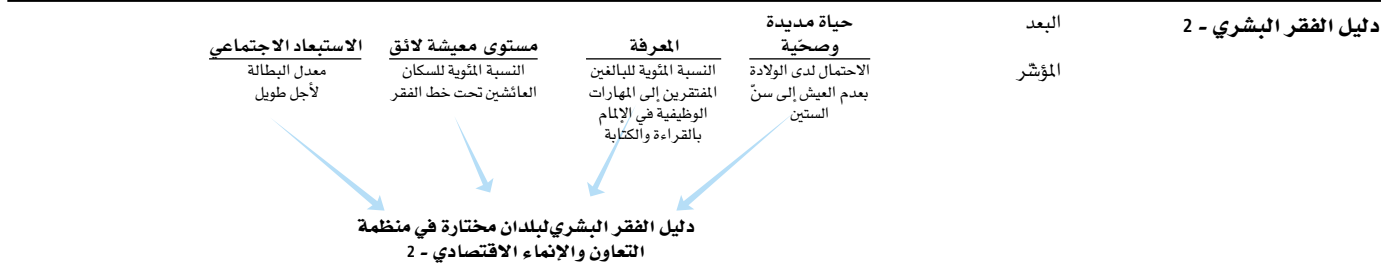 دليل الفقر البشري - 2
البعد
حياة مديدة
وصحّية
المعرفة
مستوى معيشة لائق
الاستبعاد الاجتماعي
المؤشّر
الاحتمال لدى الولادة
بعدم العيش إلى سنّ
الستين
النسبة المئوية للبالغين
المفتقرين إلى المهارات
الوظيفية في الإلمام
بالقراءة والكتابة
النسبة المئوية للسكان
العائشين تحت خط الفقر
معدل البطالة
لأجل طويل
دليل الفقر البشريلبلدان مختارة في منظمة
التعاون والإنماء الاقتصادي - 2